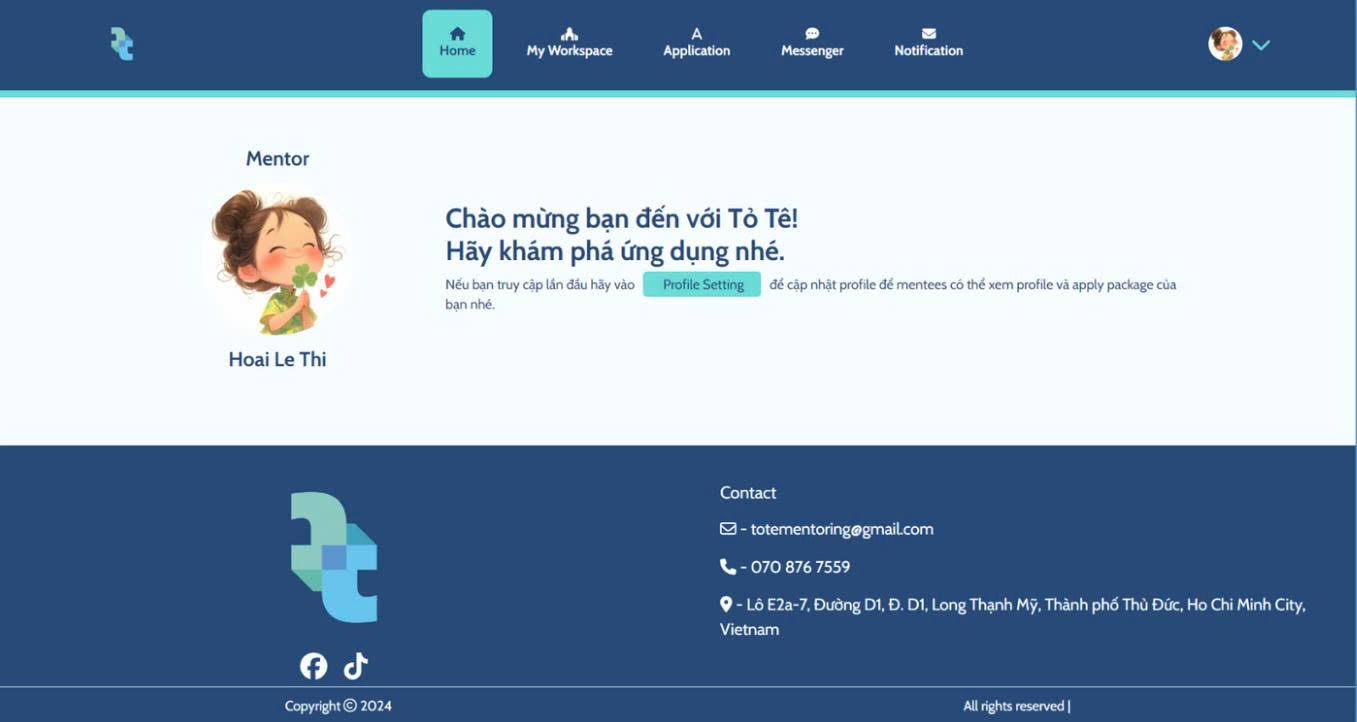 Home
My Workspace
Application
Messenger
Notification
Mentor
Hoai Le Thi
Chào mừng bạn đến với Tỏ Tê!
Hãy khám phá ứng dụng nhé.
Nếu bạn truy cập lần đầu hãy vào Profile Setting để cập nhật profile để mentees có thể xem profile và apply package của
bạn nhé.
Contact
- totementoring@gmail.com
- 070 876 7559
- Lô E2a-7, Đường D1, Đ. D1, Long Thạnh Mỹ, Thành phố Thủ Đức, Ho Chi Minh City,
Vietnam
Copyright © 2024
All rights reserved |